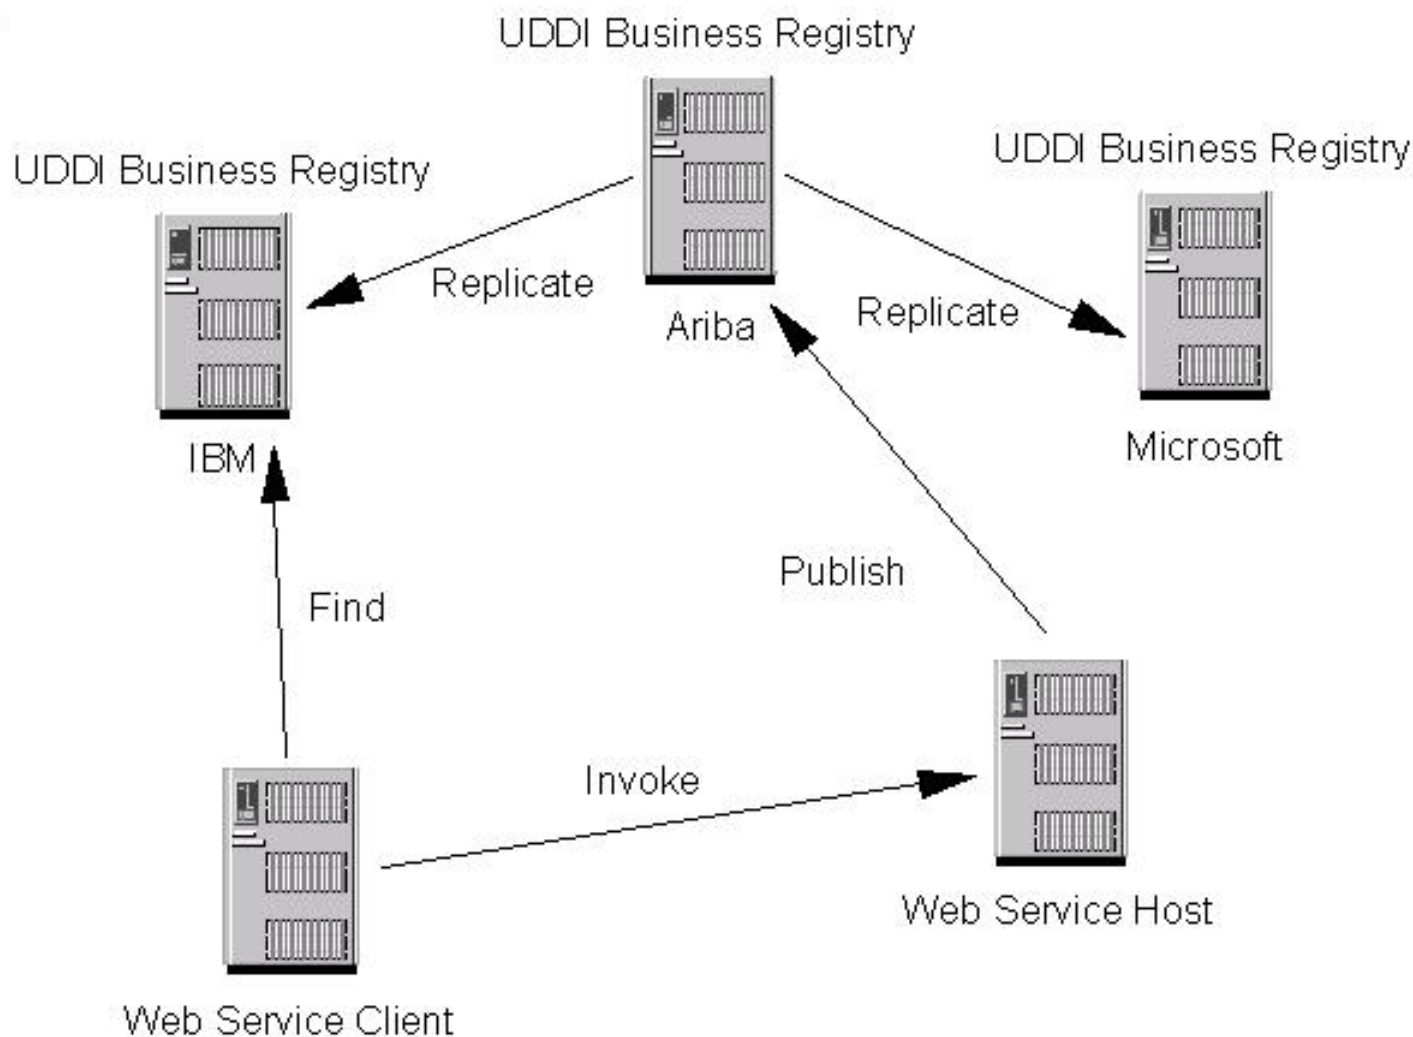 UDDI Business Registry
UDDI Business Registry
UDDI Business Registry
Replicate
Replicate
Ariba
IBM
Microsoft
Publish
Find
Invoke
Web Service Host
Web Service Client